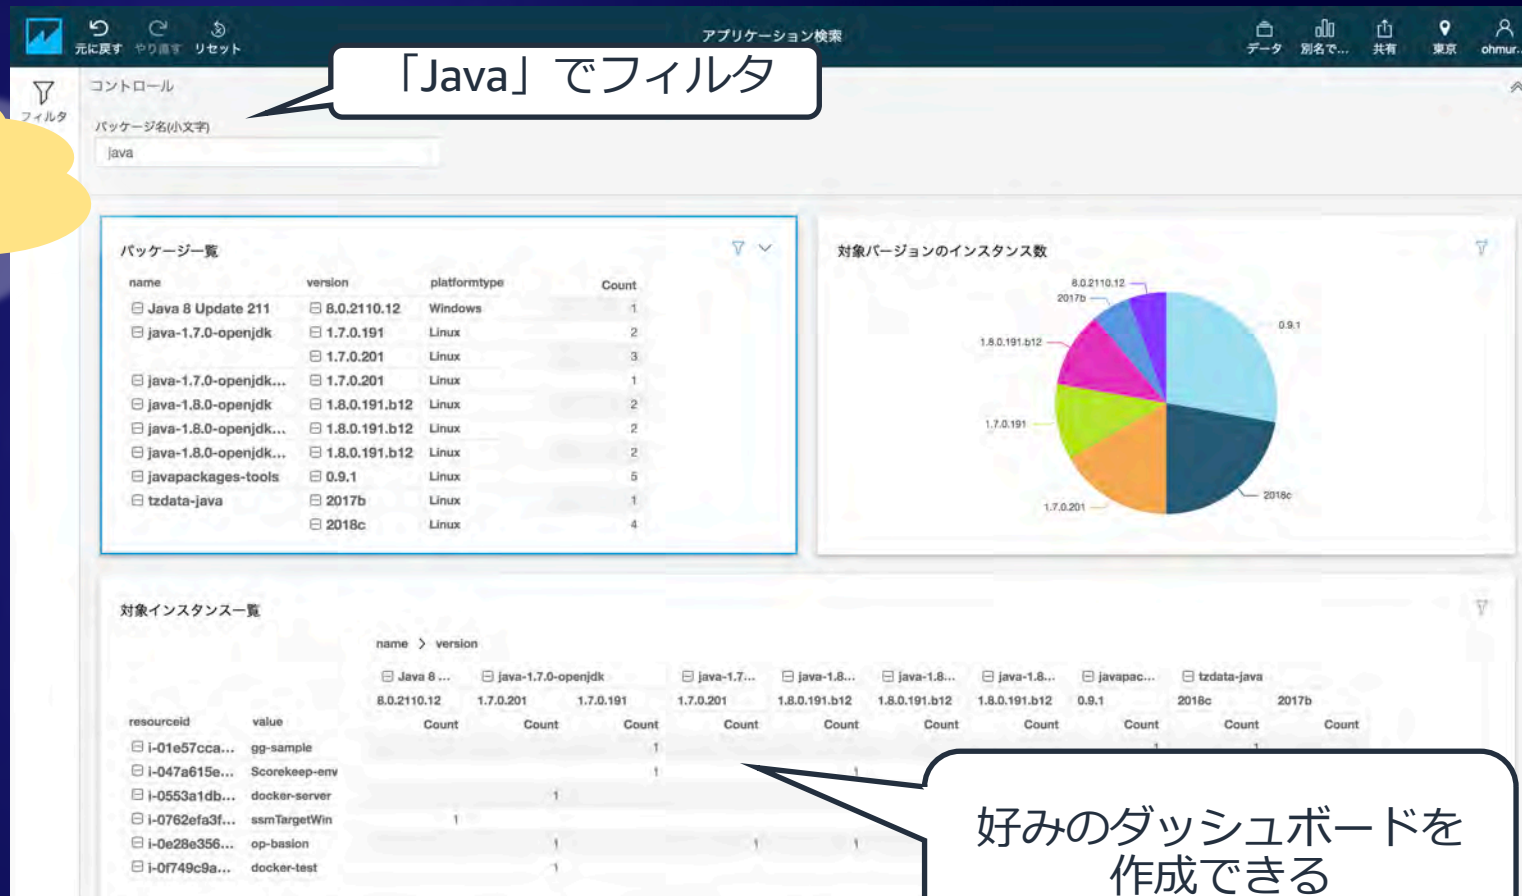 元に戻す やり直す リセット アプリケーション検索 データ 別名で... 共有 東京 ohmur...
「Java」でフィルタ
フィルタ
コントロール
パッケージ名(小文字)
java
パッケージ一覧
name version platformtype Count
Java 8 Update 211 8.0.2110.12 Windows 1
java-1.7.0-openjdk 1.7.0.191 Linux 2
1.7.0.201 Linux 3
java-1.7.0-openjdk... 1.7.0.201 Linux 1
java-1.8.0-openjdk 1.8.0.191.b12 Linux 2
java-1.8.0-openjdk... 1.8.0.191.b12 Linux 2
java-1.8.0-openjdk... 1.8.0.191.b12 Linux 2
javapackages-tools 0.9.1 Linux 5
tzdata-java 2017b Linux 1
2018c Linux 4
対象バージョンのインスタンス数
8.0.2110.12
2017b
0.9.1
1.8.0.191.b12
1.7.0.191
2018c
1.7.0.201
対象インスタンス一覧
name > version
Java 8 ... java-1.7.0-openjdk java-1.7... java-1.8... java-1.8... java-1.8... javapac... tzdata-java
8.0.2110.12 1.7.0.201 1.7.0.191 1.7.0.201 1.8.0.191.b12 1.8.0.191.b12 1.8.0.191.b12 0.9.1 2018c 2017b
resourceid value Count Count Count Count Count Count Count Count Count Count
i-01e57cca... gg-sample 1 1 1
i-047a615e... Scorekeep-env 1 1
i-0553a1db... docker-server 1
i-0762efa3f... ssmTargetWin 1
i-0e28e356... op-basion 1 1 1
i-0f749c9a... docker-test 1
好みのダッシュボードを
作成できる